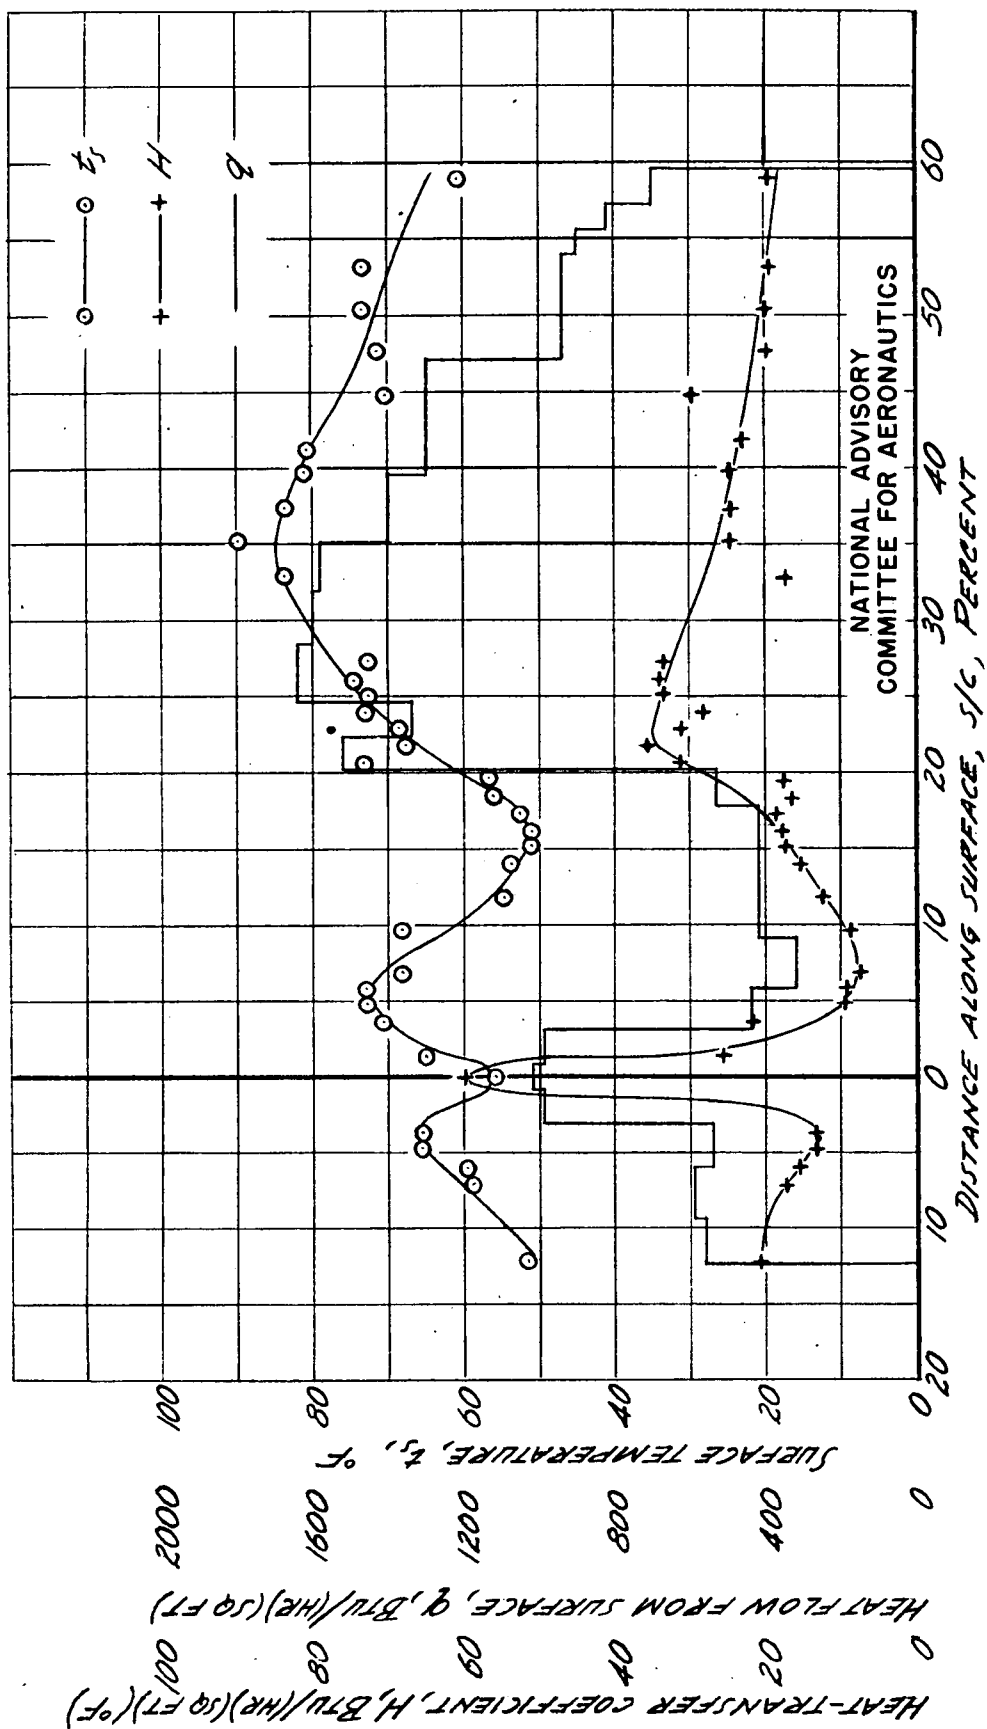 t_s
H
q
NATIONAL ADVISORY
COMMITTEE FOR AERONAUTICS
HEAT-TRANSFER COEFFICIENT, H, BTU/(HR)(SQ FT)(°F)
100
80
60
40
20
0
HEAT FLOW FROM SURFACE, q, BTU/(HR)(SQ FT)
2000
1600
1200
800
400
0
SURFACE TEMPERATURE, t_s, °F
100
80
60
40
20
0
20 10 0 10 20 30 40 50 60
DISTANCE ALONG SURFACE, S/C, PERCENT